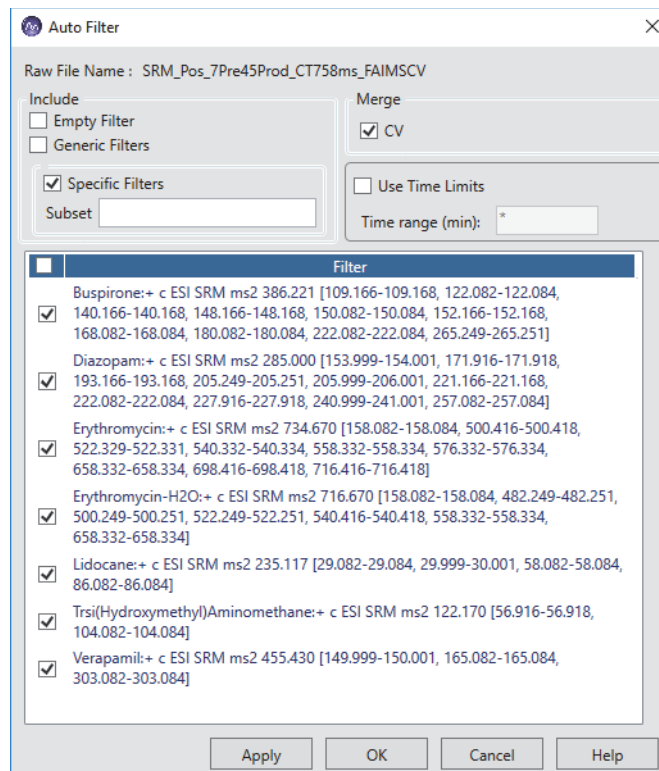 Auto Filter
Raw File Name : SRM_Pos_7Pre45Prod_CT758ms_FAIMSCV
Include
Empty Filter
Generic Filters
Specific Filters
Subset
Merge
CV
Use Time Limits
Time range (min): *
Filter
Buspirone:+ c ESI SRM ms2 386.221 [109.166-109.168, 122.082-122.084,
140.166-140.168, 148.166-148.168, 150.082-150.084, 152.166-152.168,
168.082-168.084, 180.082-180.084, 222.082-222.084, 265.249-265.251]
Diazopam:+ c ESI SRM ms2 285.000 [153.999-154.001, 171.916-171.918,
193.166-193.168, 205.249-205.251, 205.999-206.001, 221.166-221.168,
222.082-222.084, 227.916-227.918, 240.999-241.001, 257.082-257.084]
Erythromycin:+ c ESI SRM ms2 734.670 [158.082-158.084, 500.416-500.418,
522.329-522.331, 540.332-540.334, 558.332-558.334, 576.332-576.334,
658.332-658.334, 698.416-698.418, 716.416-716.418]
Erythromycin-H2O:+ c ESI SRM ms2 716.670 [158.082-158.084, 482.249-482.251,
500.249-500.251, 522.249-522.251, 540.416-540.418, 558.332-558.334,
658.332-658.334]
Lidocane:+ c ESI SRM ms2 235.117 [29.082-29.084, 29.999-30.001, 58.082-58.084,
86.082-86.084]
Trsi(Hydroxymethyl)Aminomethane:+ c ESI SRM ms2 122.170 [56.916-56.918,
104.082-104.084]
Verapamil:+ c ESI SRM ms2 455.430 [149.999-150.001, 165.082-165.084,
303.082-303.084]
Apply
OK
Cancel
Help